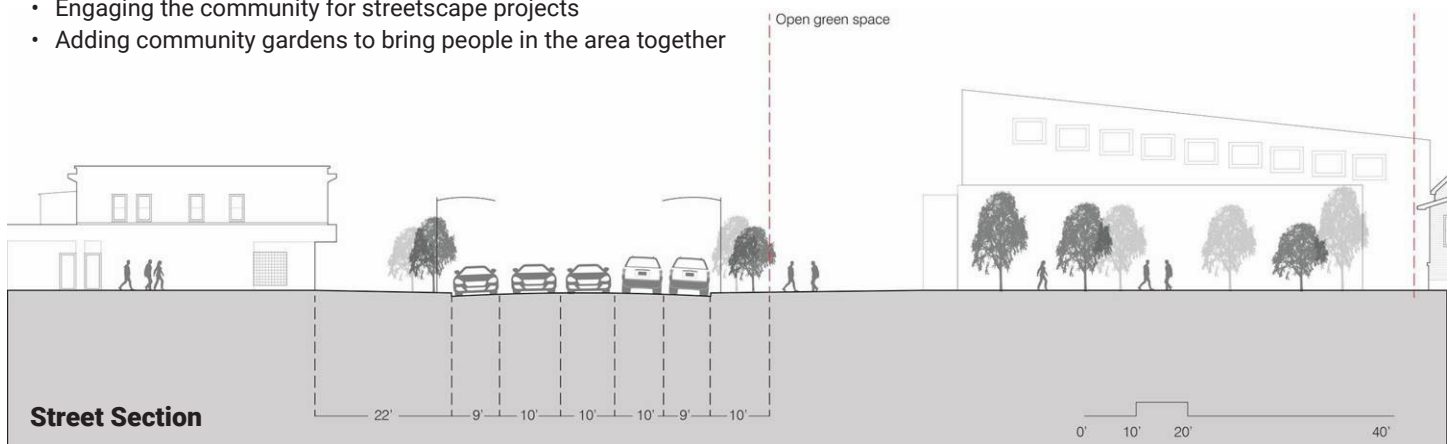 • Engaging the community for streetscape projects
• Adding community gardens to bring people in the area together
Open green space
22' 9' 10' 10' 10' 9' 10'
Street Section
0' 10' 20' 40'